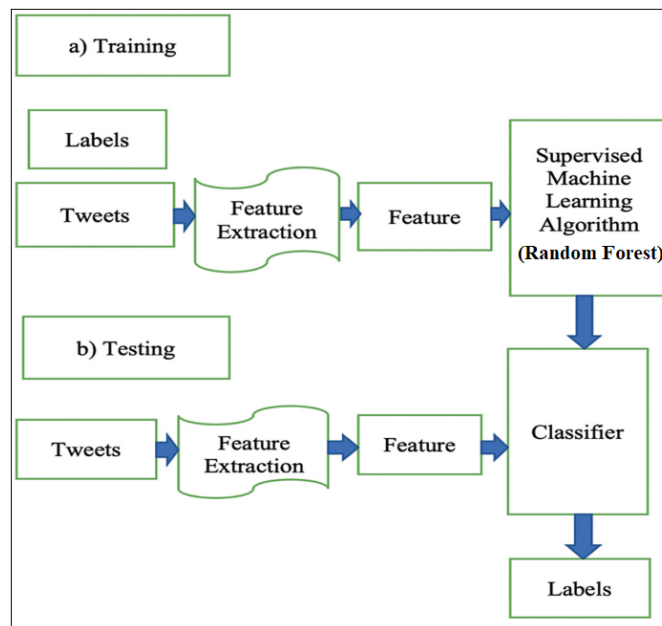 a) Training
Labels
Tweets
Feature
Extraction
Feature
Supervised
Machine
Learning
Algorithm
(Random Forest)
b) Testing
Tweets
Feature
Extraction
Feature
Classifier
Labels